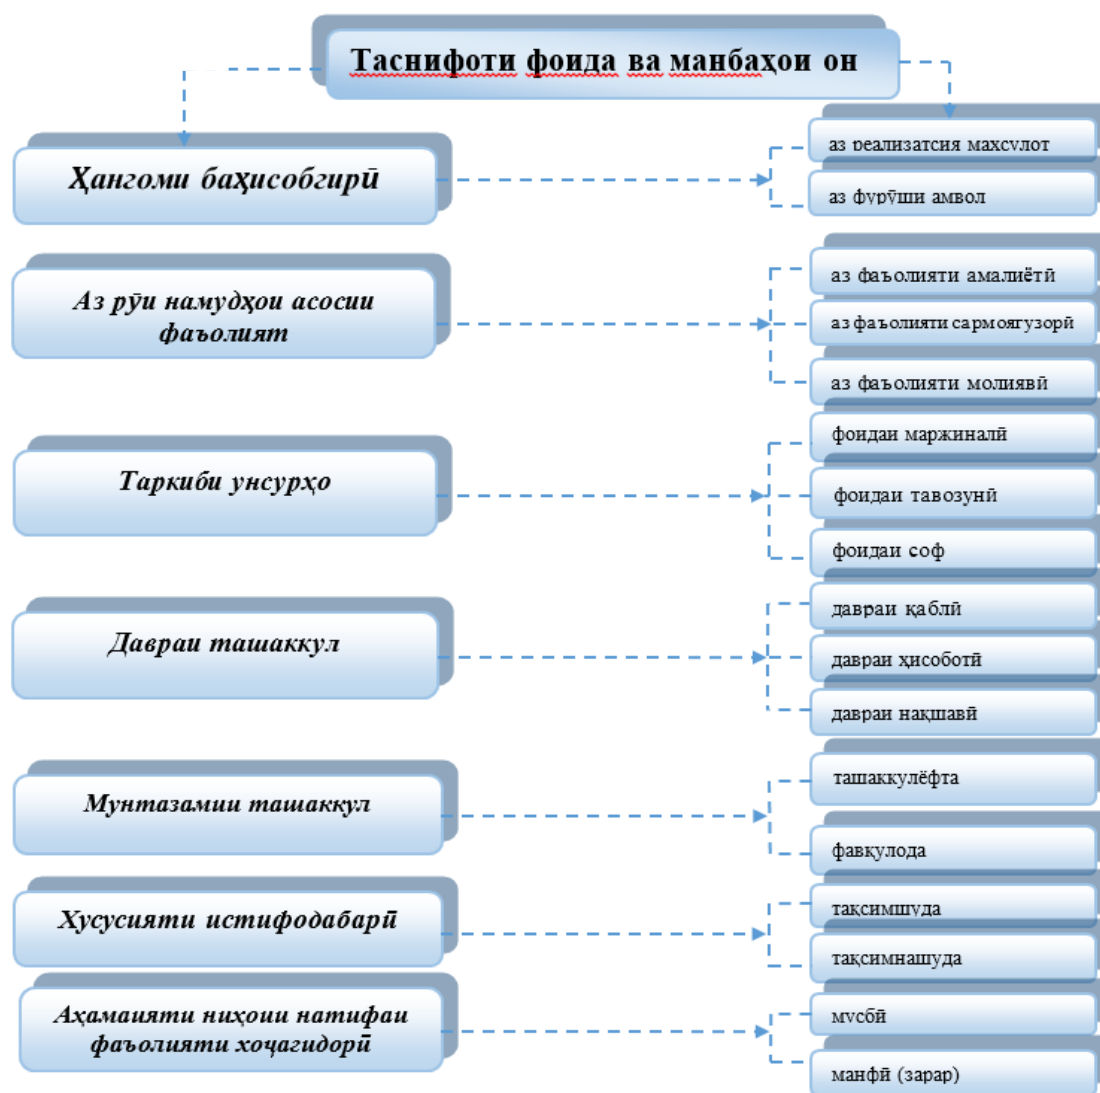 Таснифоти фоида ва манбаҳои он
Ҳангоми баҳисобгирӣ
аз реализатсия махсулот
аз фурӯши амвол
Аз рӯи намудҳои асосии
фаъолият
аз фаъолияти амалиётӣ
аз фаъолияти сармоягузорӣ
аз фаъолияти молиявӣ
Таркиби унсурҳо
фоидаи маржиналӣ
фоидаи тавозунӣ
фоидаи соф
Давраи ташаккул
давраи қаблӣ
давраи ҳисоботӣ
давраи нақшавӣ
Мунтазамии ташаккул
ташаккулёфта
фавқулода
Хусусияти истифодабарӣ
тақсимшуда
тақсимнашуда
Аҳамаияти ниҳоии натифаи
фаъолияти хоҷагидорӣ
мусбӣ
манфӣ (зарар)